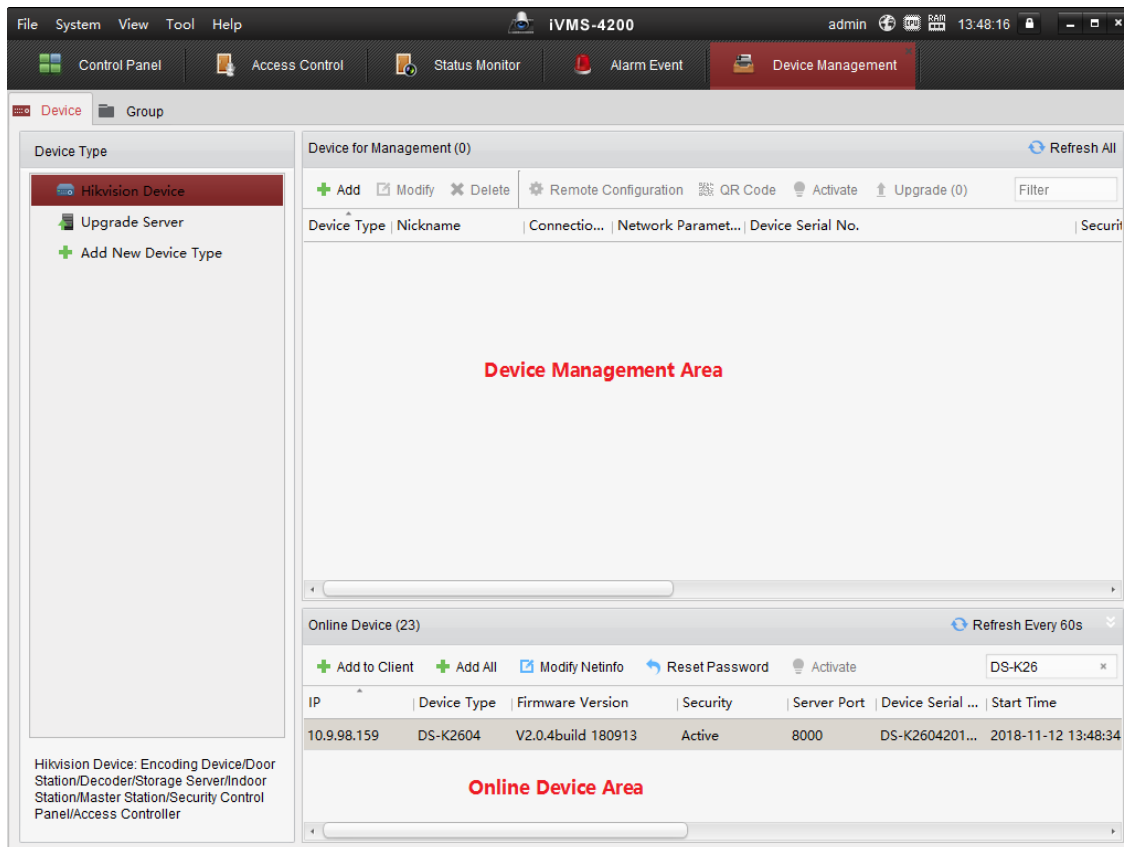 File System View Tool Help iVMS-4200 admin CPU RAM 13:48:16
Control Panel Access Control Status Monitor Alarm Event Device Management
Device Group
Device Type
Hikvision Device
Upgrade Server
Add New Device Type
Hikvision Device: Encoding Device/Door
Station/Decoder/Storage Server/Indoor
Station/Master Station/Security Control
Panel/Access Controller
Device for Management (0) Refresh All
Add Modify Delete Remote Configuration QR Code Activate Upgrade (0) Filter
Device Type Nickname Connectio... Network Paramet... Device Serial No. Securit
Device Management Area
Online Device (23) Refresh Every 60s
Add to Client Add All Modify Netinfo Reset Password Activate DS-K26
IP Device Type Firmware Version Security Server Port Device Serial ... Start Time
10.9.98.159 DS-K2604 V2.0.4build 180913 Active 8000 DS-K2604201... 2018-11-12 13:48:34
Online Device Area